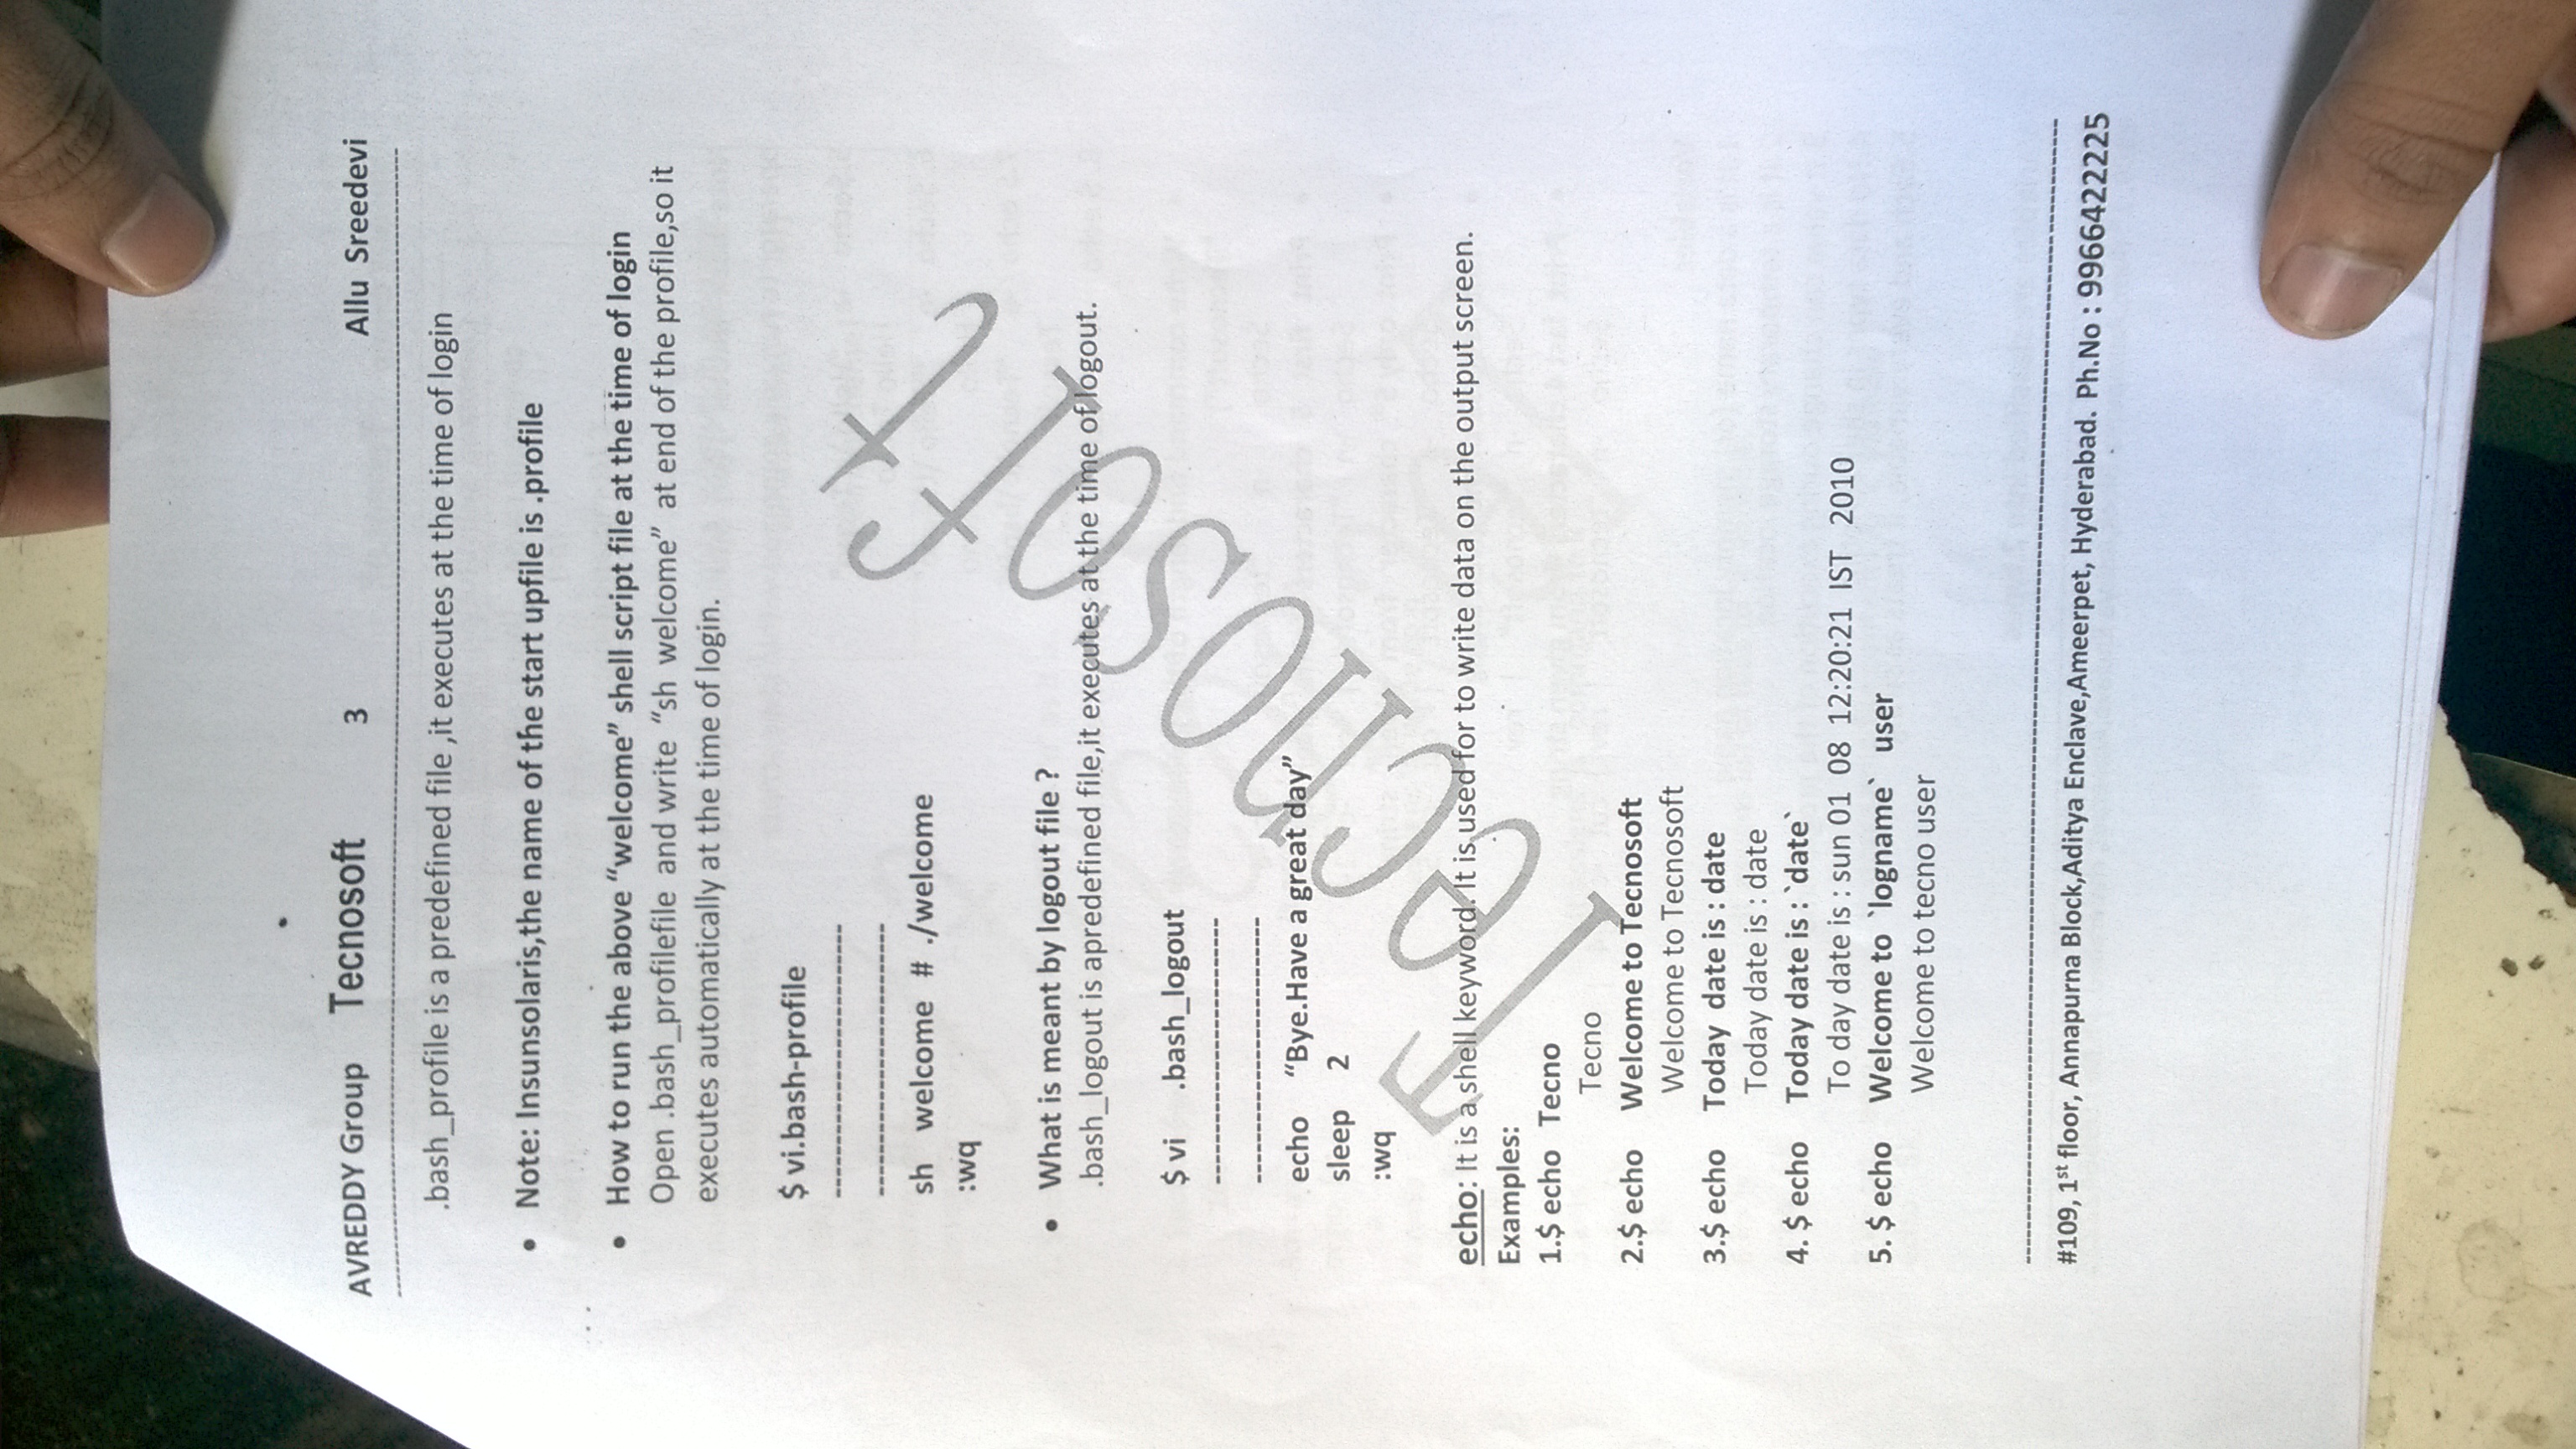 AVREDDY Group Tecnosoft 3 Allu Sreedevi
--------------------------------------------------
.bash_profile is a predefined file ,it executes at the time of login
• Note: Insunsolaris,the name of the start upfile is .profile
• How to run the above “welcome” shell script file at the time of login
Open .bash_profilefile and write “sh welcome” at end of the profile,so it
executes automatically at the time of login.
$ vi.bash-profile
--------------------------
--------------------------
sh welcome # ./welcome
:wq
• What is meant by logout file ?
.bash_logout is apredefined file,it executes at the time of logout.
$ vi .bash_logout
--------------------------
--------------------------
echo “Bye.Have a great day”
sleep 2
:wq
echo: It is a shell keyword. It is used for to write data on the output screen.
Examples:
1.$ echo Tecno
Tecno
2.$ echo Welcome to Tecnosoft
Welcome to Tecnosoft
3.$ echo Today date is : date
Today date is : date
4. $ echo Today date is : `date`
To day date is : sun 01 08 12:20:21 IST 2010
5. $ echo Welcome to `logname` user
Welcome to tecno user
--------------------------------------------------
#109, 1st floor, Annapurna Block,Aditya Enclave,Ameerpet, Hyderabad. Ph.No : 9966422225
Tecnosoft